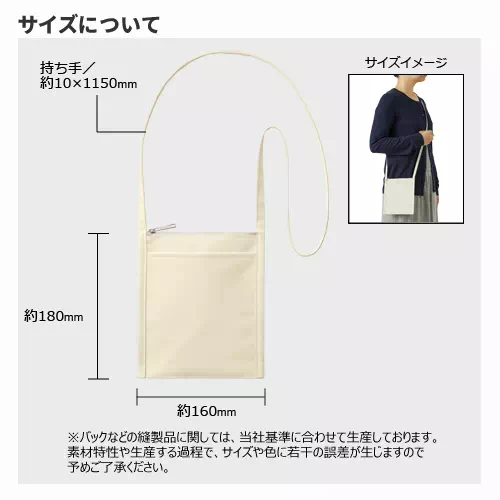 サイズについて
持ち手／
約10×1150mm
サイズイメージ
約180mm
約160mm
※バックなどの縫製品に関しては、当社基準に合わせて生産しております。
素材特性や生産する過程で、サイズや色に若干の誤差が生じますので
予めご了承ください。